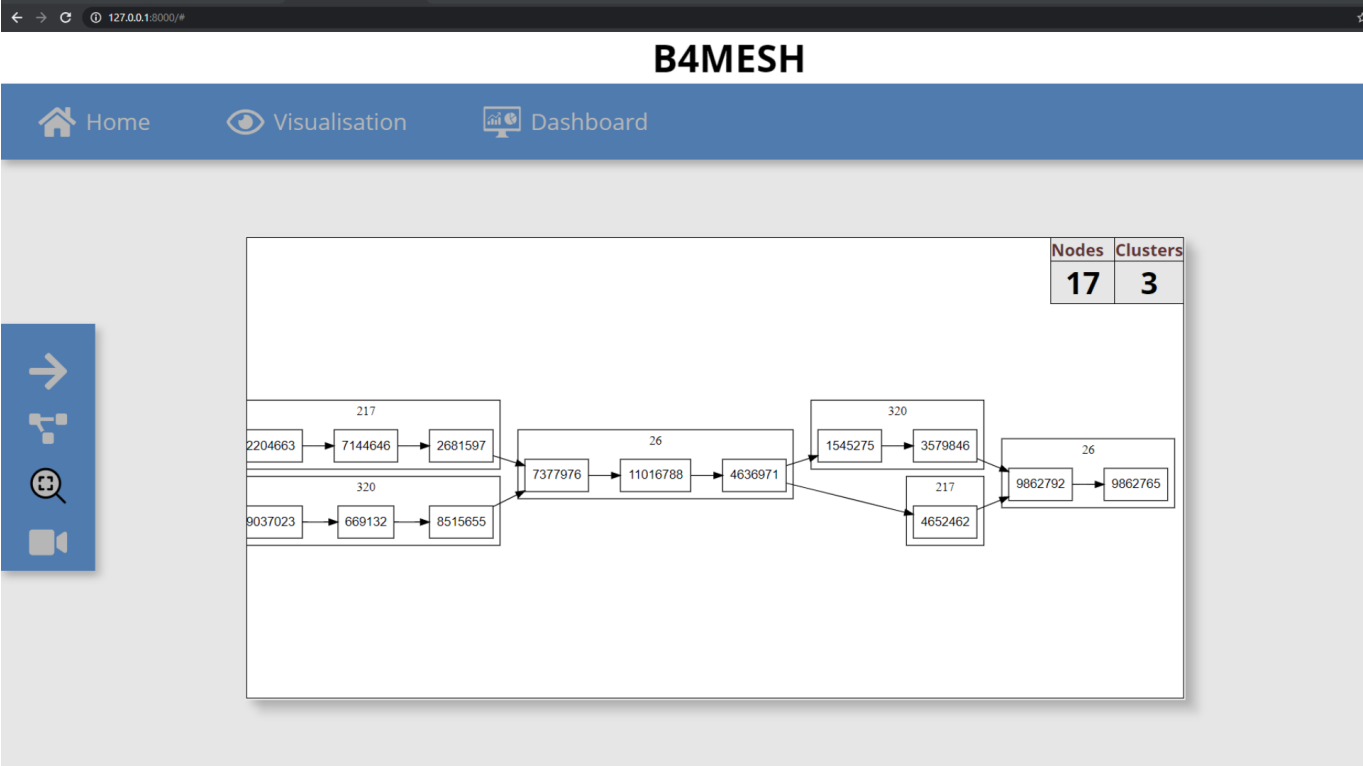 127.0.0.1:8000/#
B4MESH
Home Visualisation Dashboard
Nodes Clusters
17 3
217
2204663 7144646 2681597
320
9037023 669132 8515655
26
7377976 11016788 4636971
320
1545275 3579846
217
4652462
26
9862792 9862765